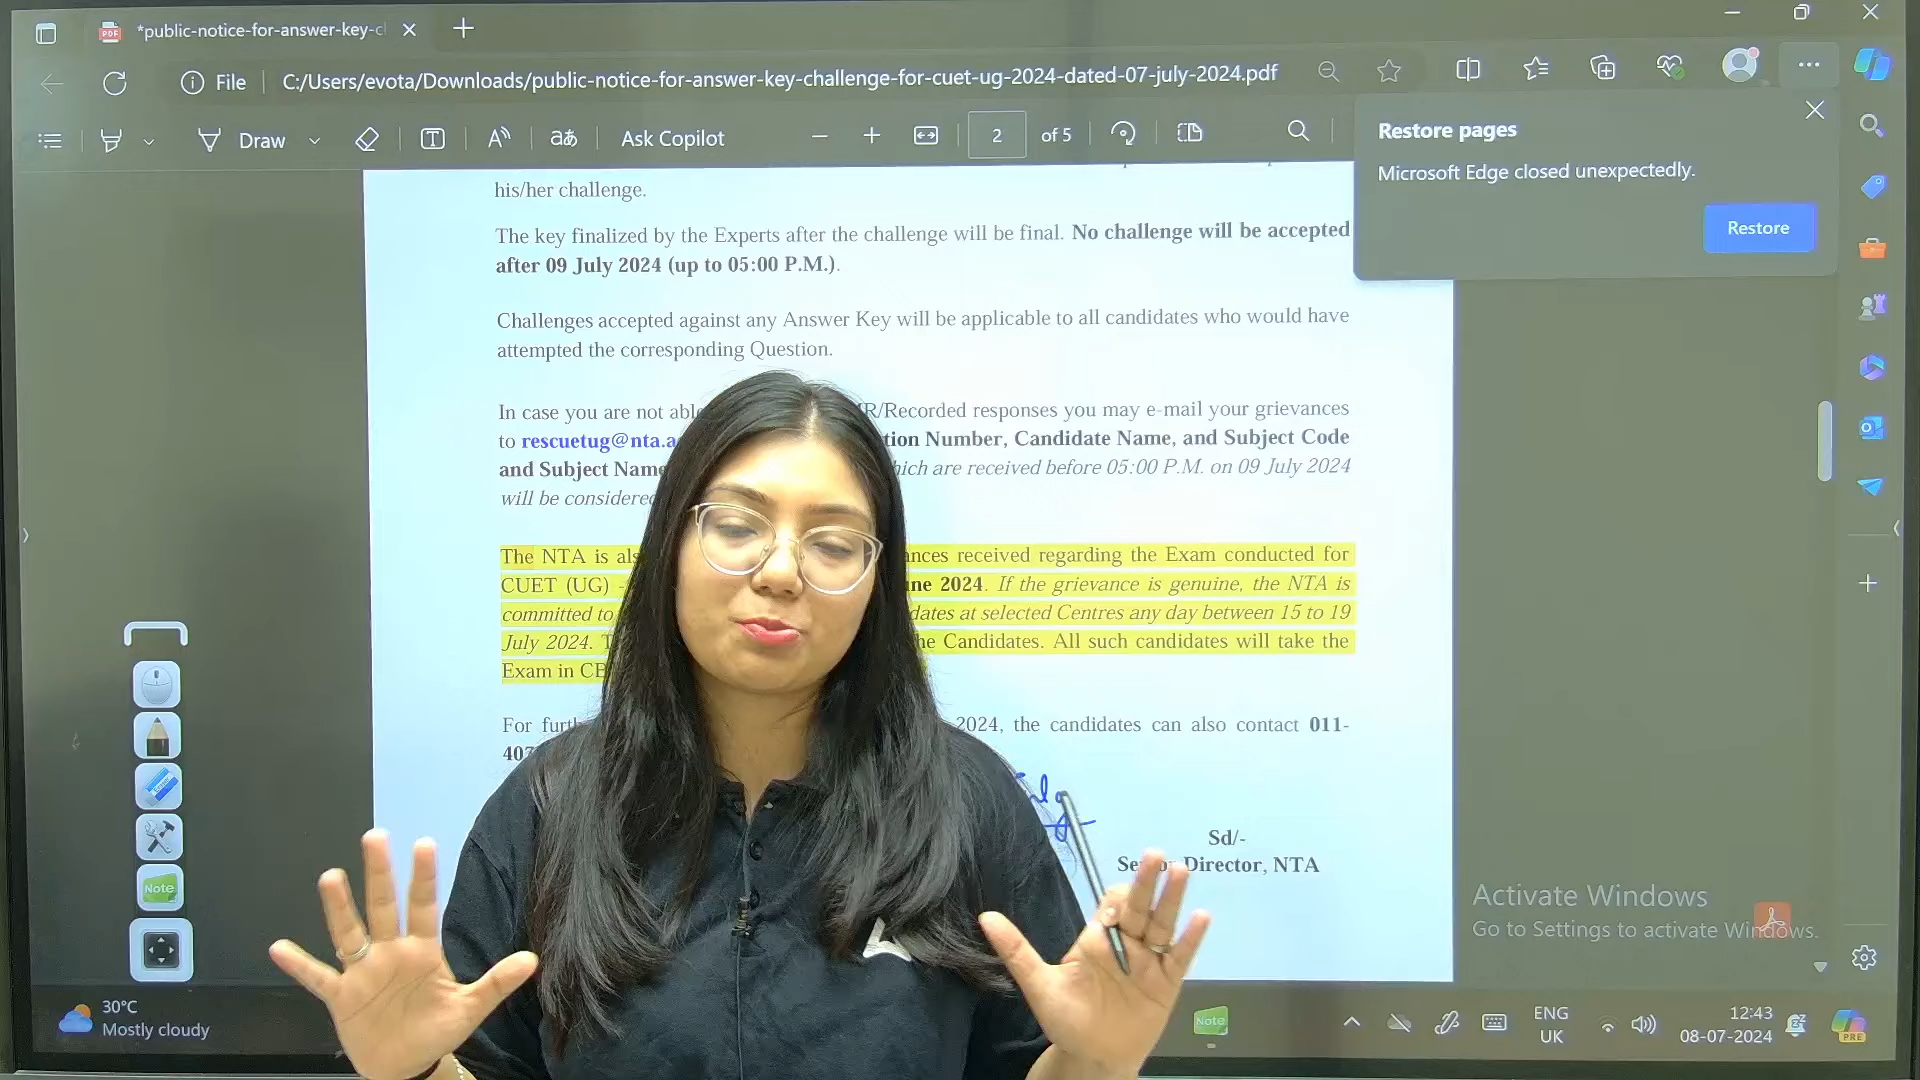 *public-notice-for-answer-key-c
File
C:/Users/evota/Downloads/public-notice-for-answer-key-challenge-for-cuet-ug-2024-dated-07-july-2024.pdf
Draw
Ask Copilot
2
of 5
Restore pages
Microsoft Edge closed unexpectedly.
Restore
his/her challenge.
The key finalized by the Experts after the challenge will be final. No challenge will be accepted
after 09 July 2024 (up to 05:00 P.M.).
Challenges accepted against any Answer Key will be applicable to all candidates who would have
attempted the corresponding Question.
In case you are not able R/Recorded responses you may e-mail your grievances
to rescuetug@nta.a tion Number, Candidate Name, and Subject Code
and Subject Name hich are received before 05:00 P.M. on 09 July 2024
will be considered
The NTA is als ances received regarding the Exam conducted for
CUET (UG) - une 2024. If the grievance is genuine, the NTA is
committed to dates at selected Centres any day between 15 to 19
July 2024. T he Candidates. All such candidates will take the
Exam in CB
For furth 2024, the candidates can also contact 011-
407
Sd/-
Senior Director, NTA
Note
Activate Windows
Go to Settings to activate Windows.
30°C
Mostly cloudy
Note
ENG
UK
12:43
08-07-2024
PRE